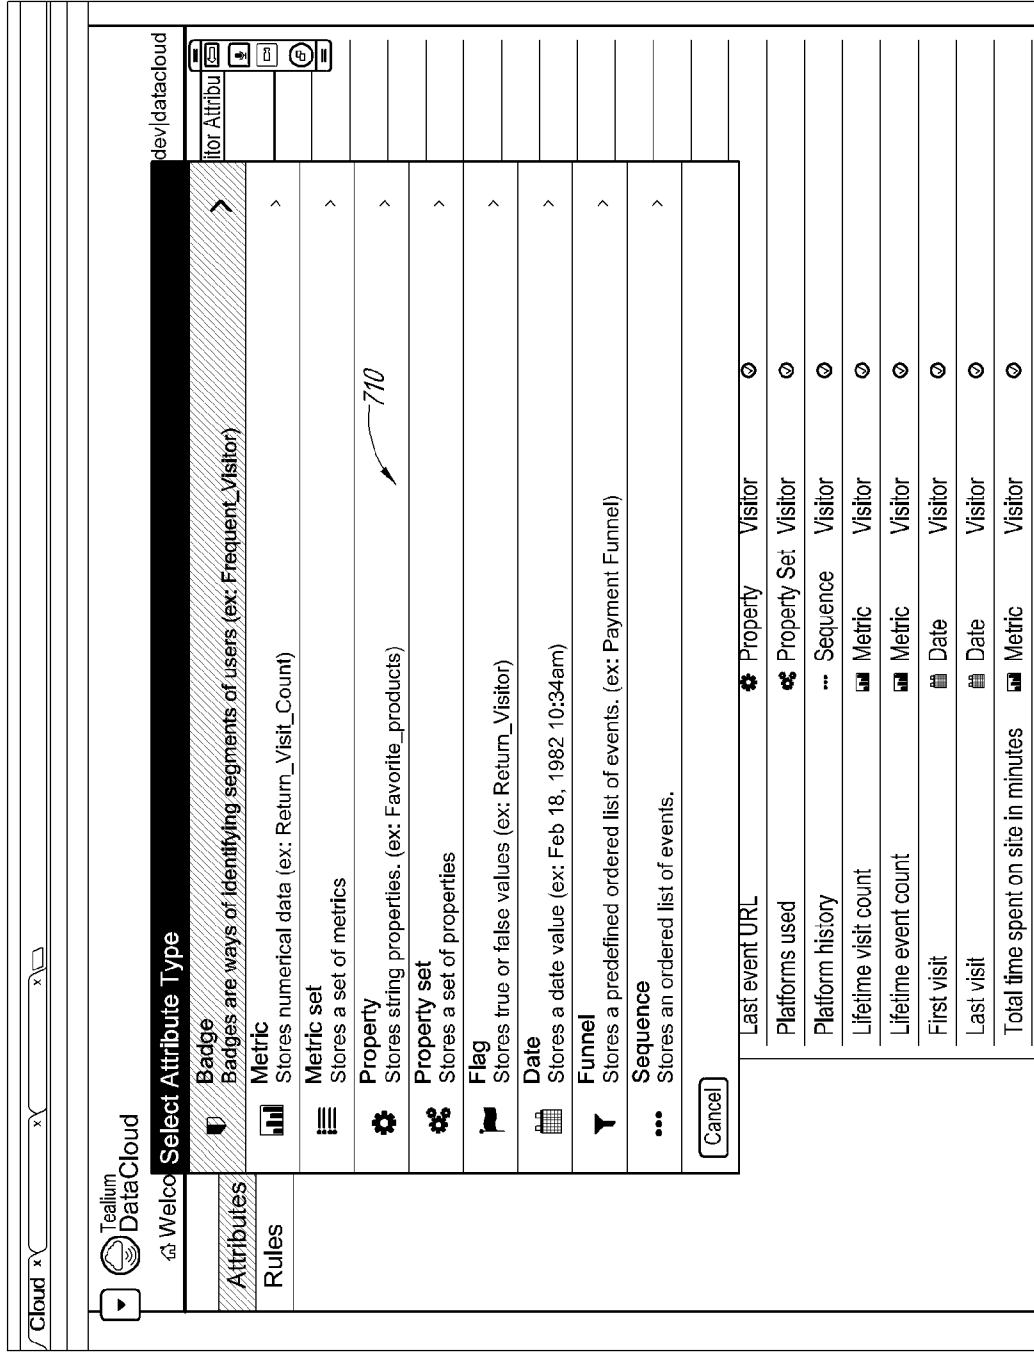 Cloud x
x
x
Tealium
DataCloud
Welco
dev|datacloud
Attributes
Rules
itor Attribu
Select Attribute Type
Badge
Badges are ways of identifying segments of users (ex: Frequent_Visitor)
Metric
Stores numerical data (ex: Return_Visit_Count)
Metric set
Stores a set of metrics
Property
Stores string properties. (ex: Favorite_products)
710
Property set
Stores a set of properties
Flag
Stores true or false values (ex: Return_Visitor)
Date
Stores a date value (ex: Feb 18, 1982 10:34am)
Funnel
Stores a predefined ordered list of events. (ex: Payment Funnel)
Sequence
Stores an ordered list of events.
Cancel
Last event URL Property Visitor
Platforms used Property Set Visitor
Platform history Sequence Visitor
Lifetime visit count Metric Visitor
Lifetime event count Metric Visitor
First visit Date Visitor
Last visit Date Visitor
Total time spent on site in minutes Metric Visitor